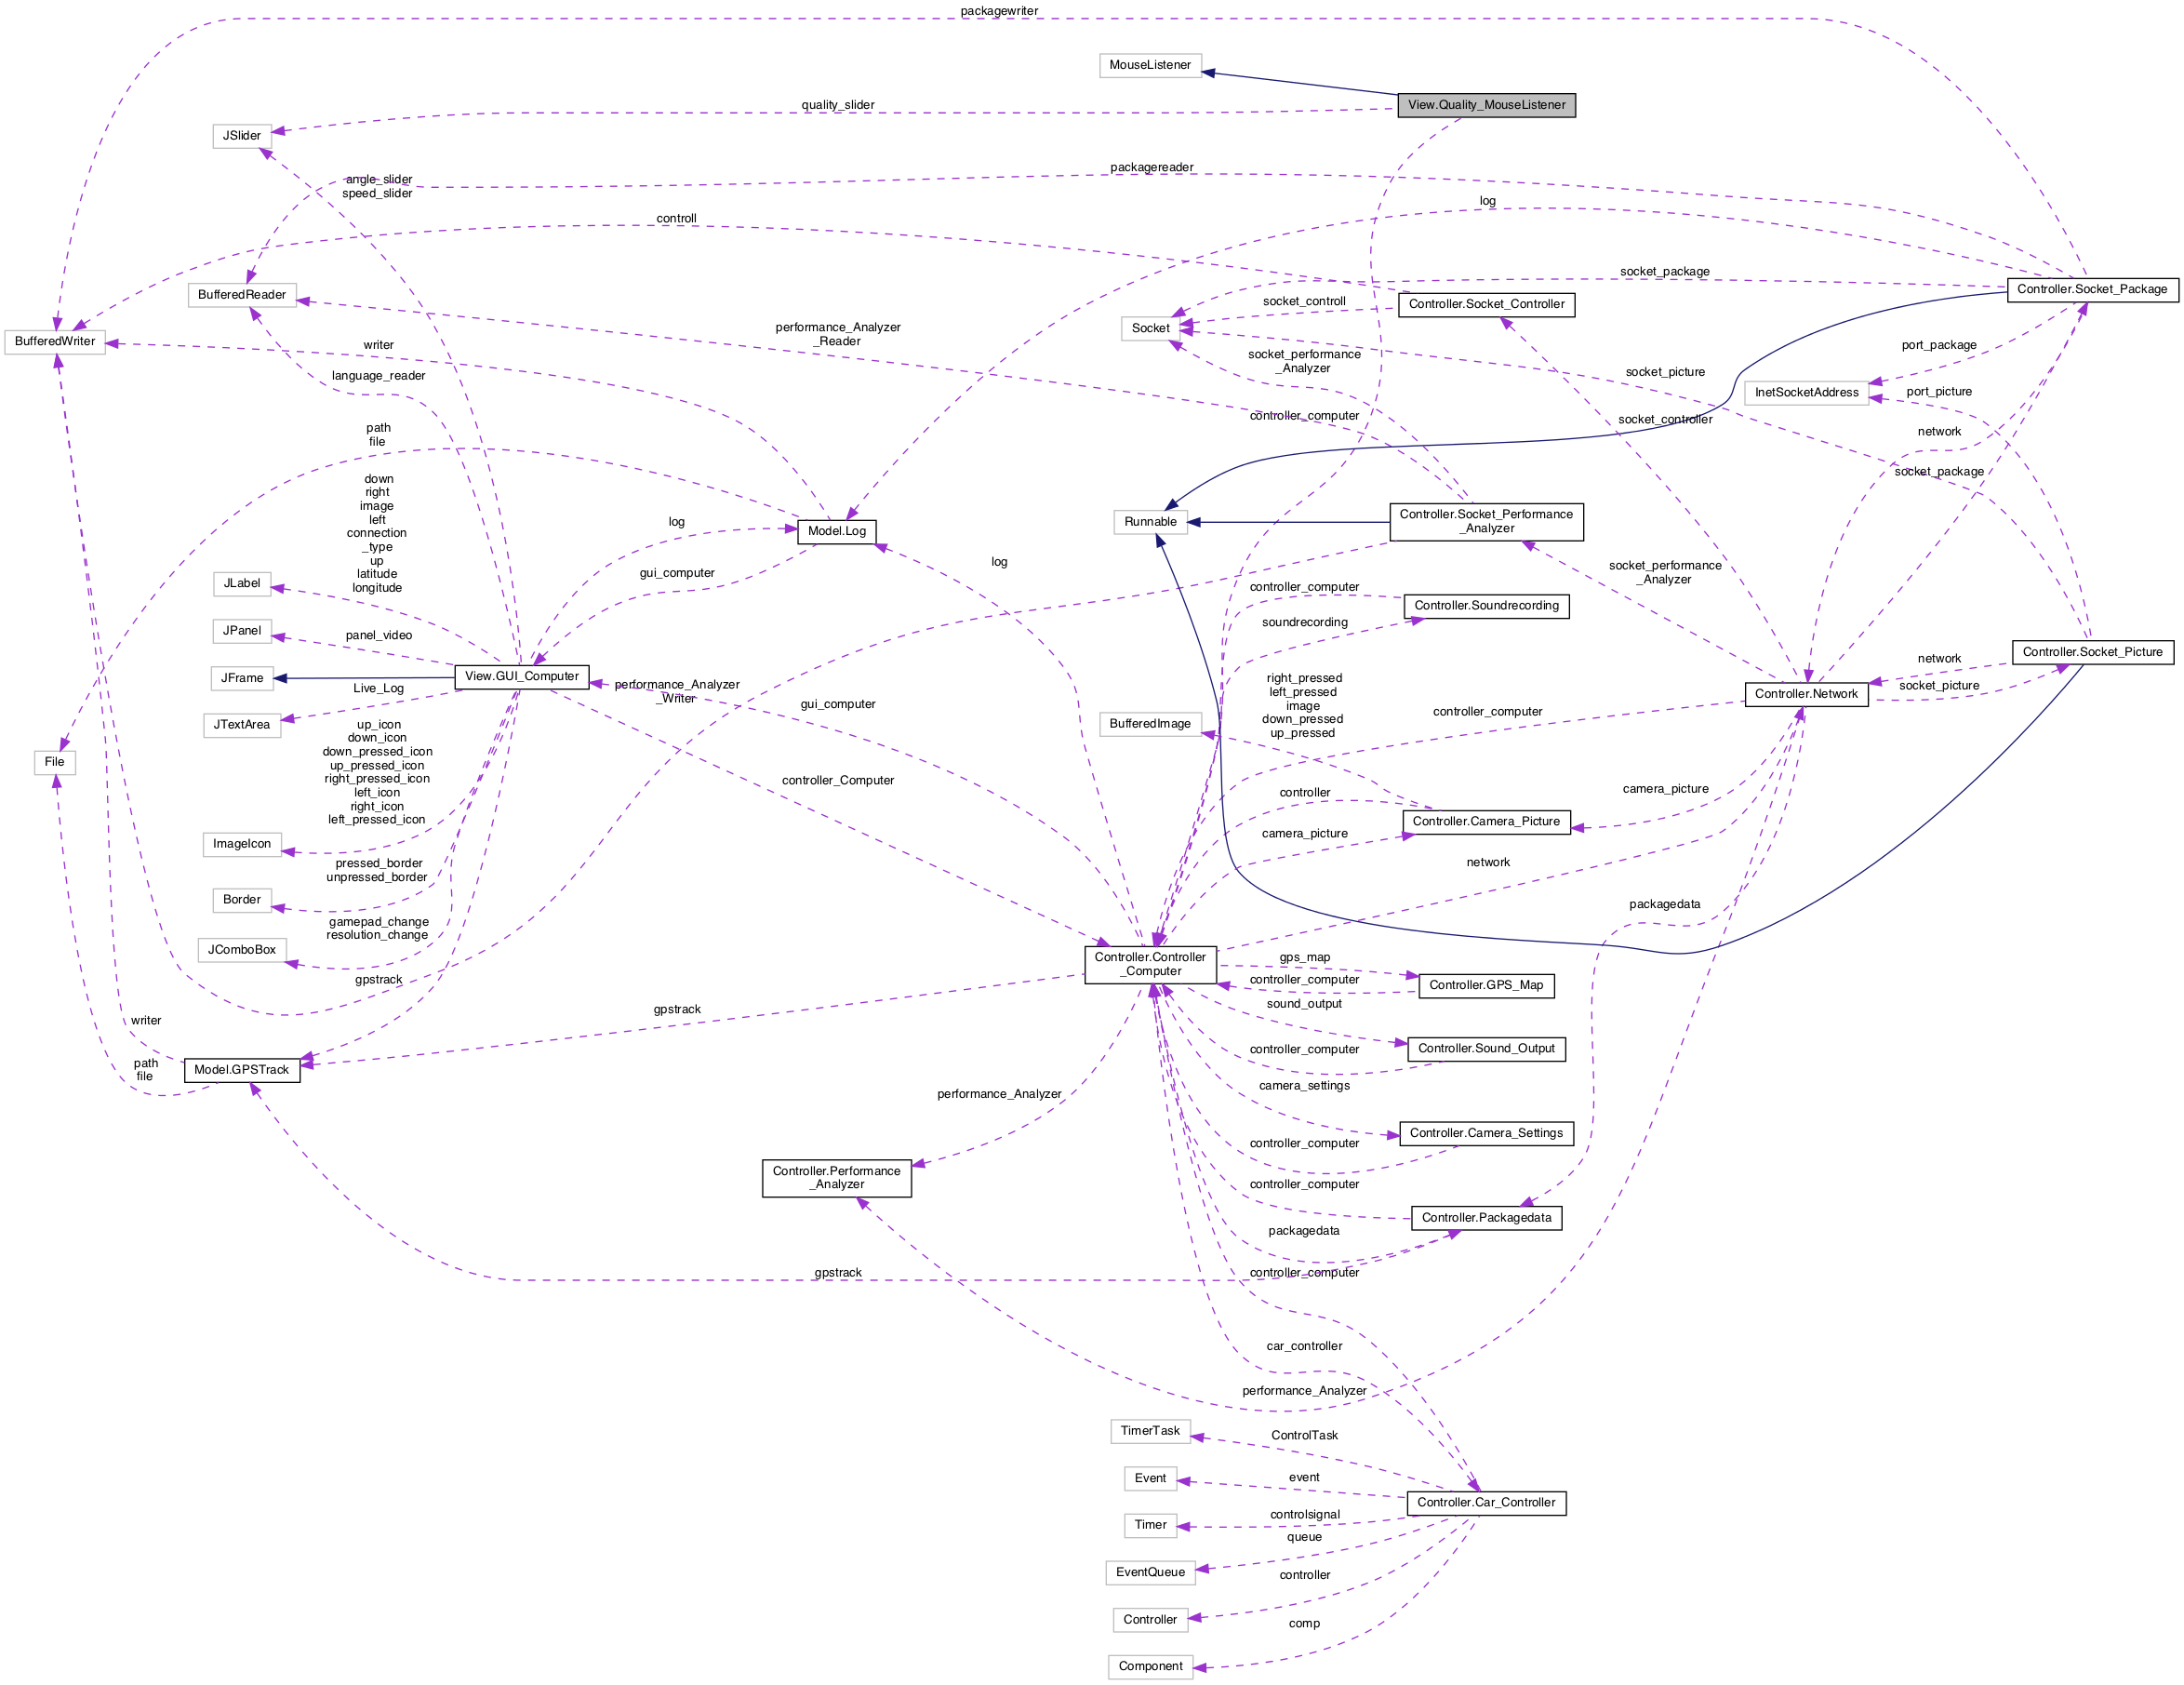 packagewriter
MouseListener
View.Quality_MouseListener
quality_slider
JSlider
packagereader
angle_slider
speed_slider
log
controll
socket_package
Controller.Socket_Package
BufferedReader
socket_controll
Controller.Socket_Controller
Socket
performance_Analyzer
_Reader
BufferedWriter
writer
port_package
socket_performance
_Analyzer
language_reader
socket_picture
InetSocketAddress
port_picture
controller_computer
socket_controller
path
file
network
socket_package
down
right
image
left
connection
_type
up
latitude
longitude
Controller.Socket_Performance
_Analyzer
Runnable
log
Model.Log
log
gui_computer
socket_performance
_Analyzer
JLabel
controller_computer
Controller.Soundrecording
soundrecording
JPanel
panel_video
Controller.Socket_Picture
network
JFrame
View.GUI_Computer
Live_Log
performance_Analyzer
_Writer
right_pressed
left_pressed
image
down_pressed
up_pressed
socket_picture
Controller.Network
gui_computer
controller_computer
BufferedImage
JTextArea
up_icon
down_icon
down_pressed_icon
up_pressed_icon
right_pressed_icon
left_icon
right_icon
left_pressed_icon
File
controller_Computer
controller
camera_picture
Controller.Camera_Picture
camera_picture
ImageIcon
network
pressed_border
unpressed_border
Border
packagedata
gamepad_change
resolution_change
JComboBox
Controller.Controller
_Computer
gps_map
gpstrack
controller_computer
Controller.GPS_Map
sound_output
gpstrack
writer
controller_computer
Controller.Sound_Output
Model.GPSTrack
path
file
camera_settings
performance_Analyzer
Controller.Camera_Settings
controller_computer
Controller.Performance
_Analyzer
controller_computer
Controller.Packagedata
packagedata
gpstrack
controller_computer
car_controller
performance_Analyzer
TimerTask
ControlTask
Event
event
Controller.Car_Controller
Timer
controlsignal
queue
EventQueue
controller
Controller
comp
Component